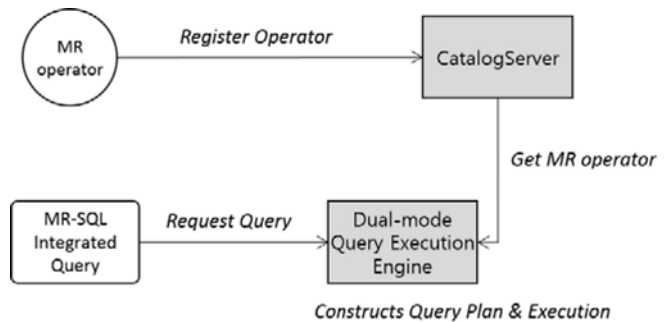 MR
operator
Register Operator
CatalogServer
Get MR operator
MR-SQL
Integrated
Query
Request Query
Dual-mode
Query Execution
Engine
Constructs Query Plan & Execution